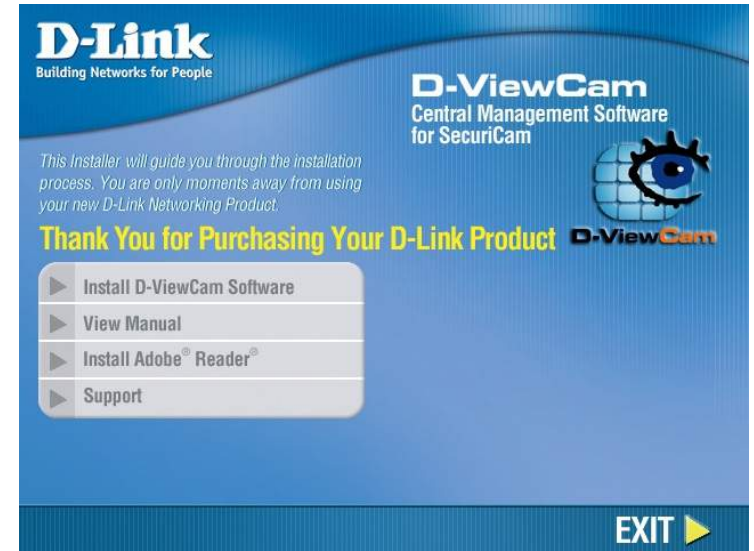 D-Link
Building Networks for People
D-ViewCam
Central Management Software
for SecuriCam
This Installer will guide you through the installation
process. You are only moments away from using
your new D-Link Networking Product.
Thank You for Purchasing Your D-Link Product
D-ViewCam
Install D-ViewCam Software
View Manual
Install Adobe® Reader®
Support
EXIT